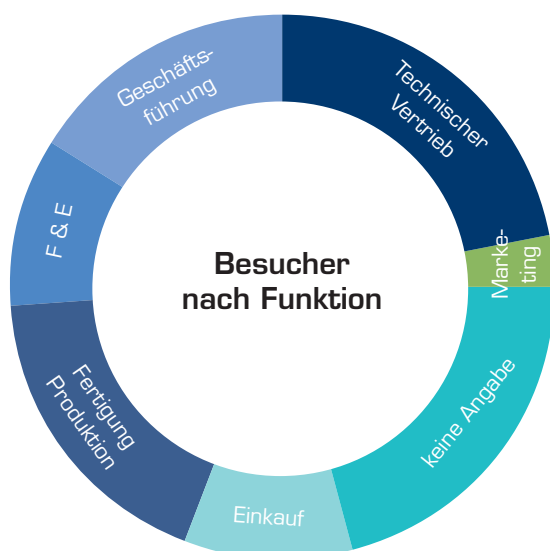 Geschäfts-
führung
Technischer
Vertrieb
F & E
Besucher
nach Funktion
Marke-
ting
Fertigung
Produktion
keine Angabe
Einkauf